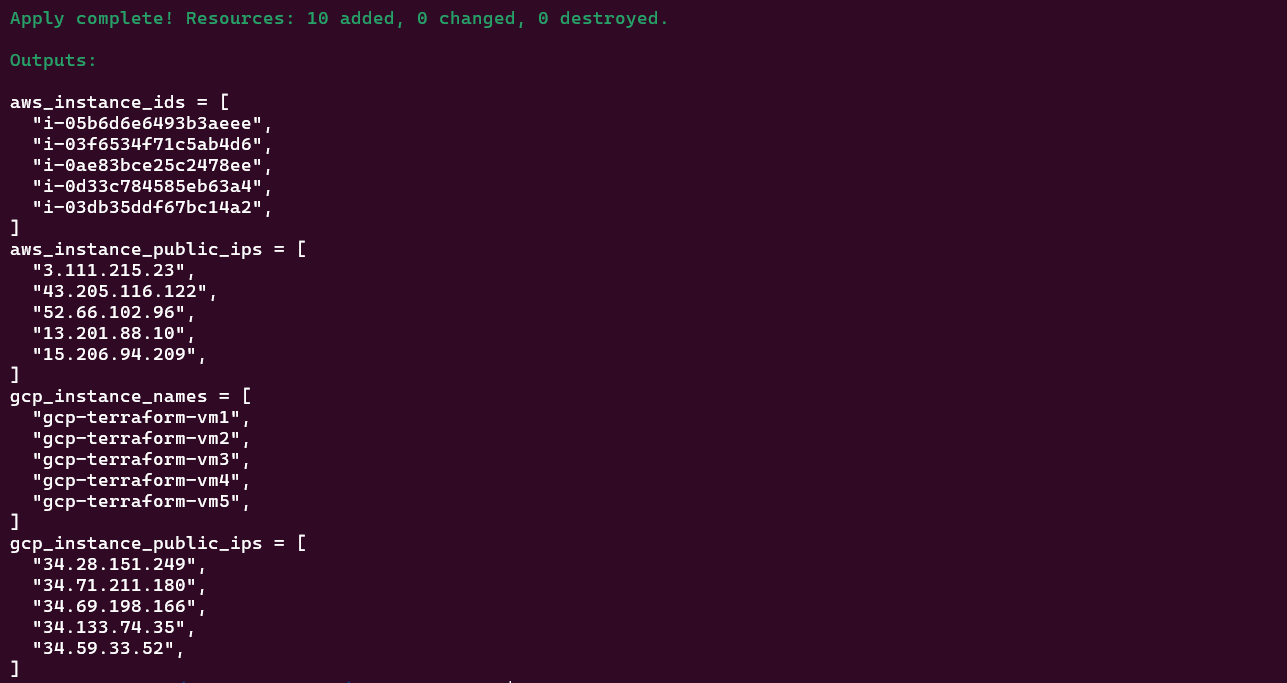 Apply complete! Resources: 10 added, 0 changed, 0 destroyed.
Outputs:
aws_instance_ids = [
"i-05b6d6e6493b3aeee",
"i-03f6534f71c5ab4d6",
"i-0ae83bce25c2478ee",
"i-0d33c784585eb63a4",
"i-03db35ddf67bc14a2",
]
aws_instance_public_ips = [
"3.111.215.23",
"43.205.116.122",
"52.66.102.96",
"13.201.88.10",
"15.206.94.209",
]
gcp_instance_names = [
"gcp-terraform-vm1",
"gcp-terraform-vm2",
"gcp-terraform-vm3",
"gcp-terraform-vm4",
"gcp-terraform-vm5",
]
gcp_instance_public_ips = [
"34.28.151.249",
"34.71.211.180",
"34.69.198.166",
"34.133.74.35",
"34.59.33.52",
]